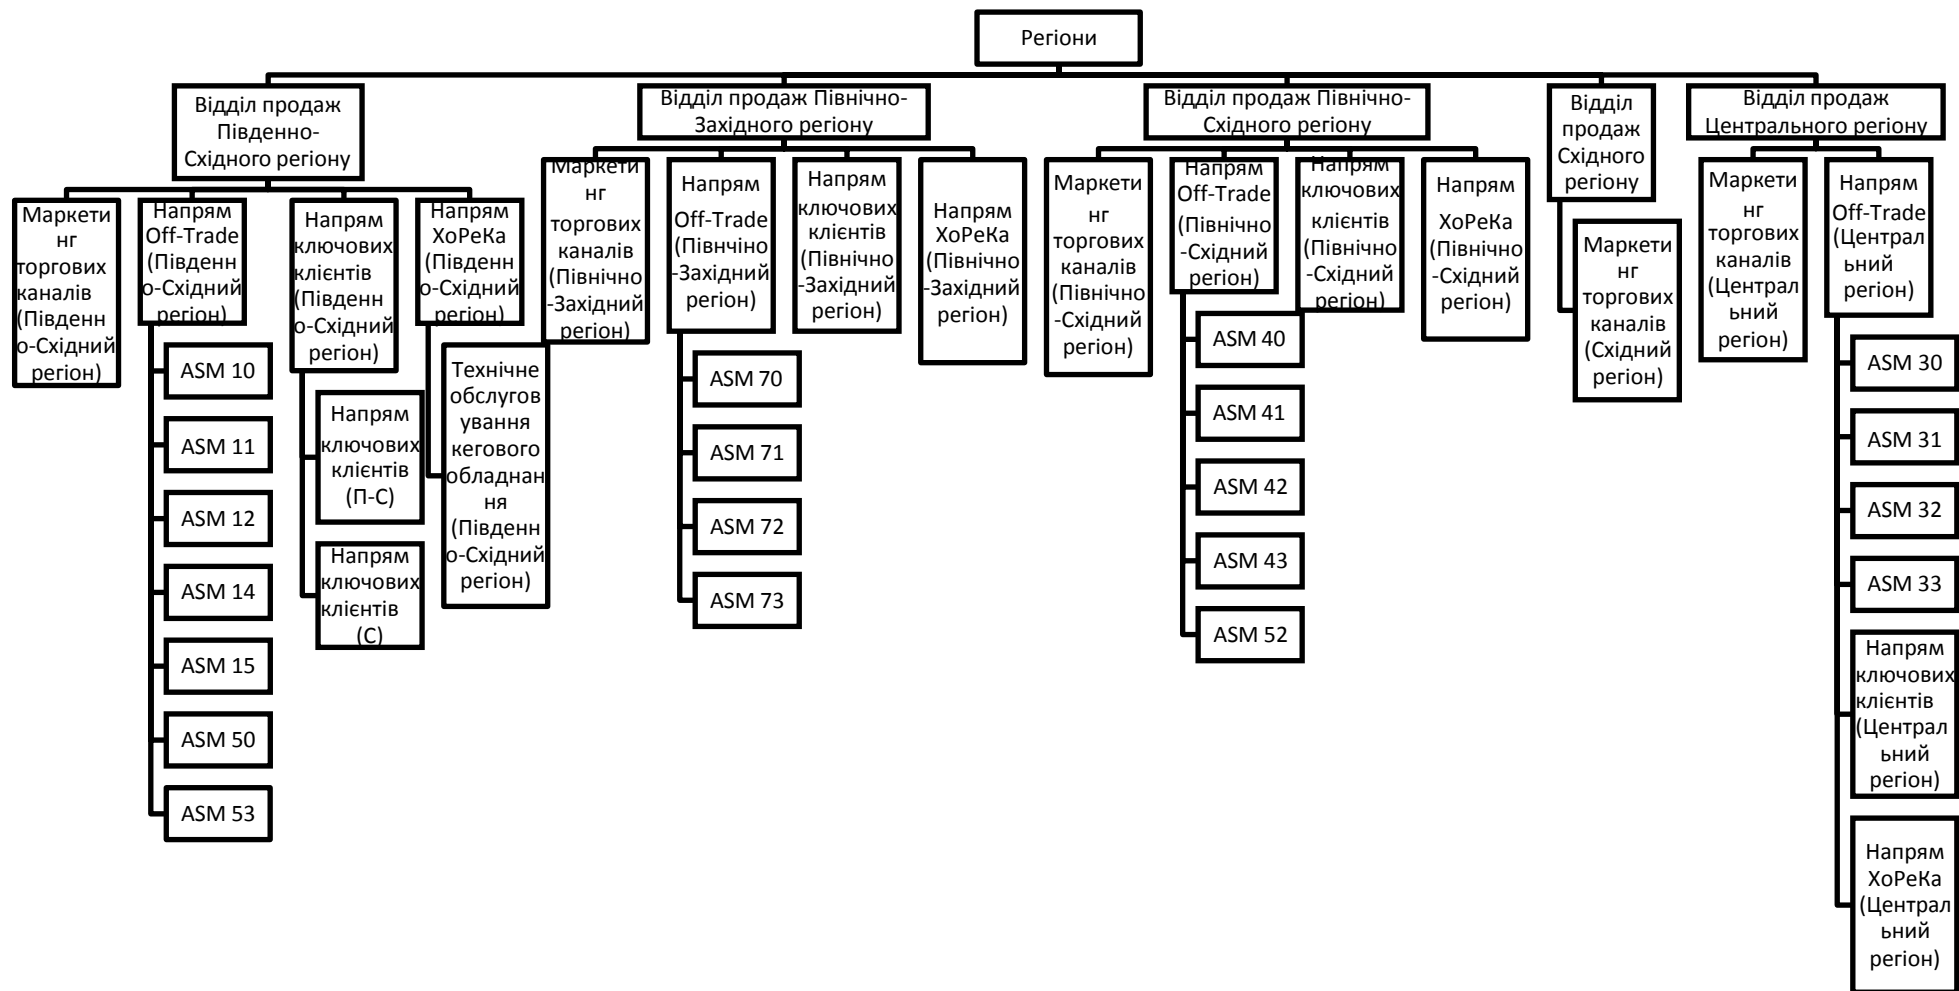 Регіони
Відділ продаж
Південно-
Східного регіону
Маркети
нг
торгових
каналів
(Південн
о-Східний
регіон)
Напрям
Off-Trade
(Південн
о-Східний
регіон)
ASM 10
ASM 11
ASM 12
ASM 14
ASM 15
ASM 50
ASM 53
Напрям
ключових
клієнтів
(Південн
о-Східний
регіон)
Напрям
ключових
клієнтів
(П-С)
Напрям
ключових
клієнтів
(С)
Напрям
ХоРеКа
(Південн
о-Східний
регіон)
Технічне
обслугов
ування
кегового
обладнан
ня
(Південн
о-Східний
регіон)
Відділ продаж Північно-
Західного регіону
Маркети
нг
торгових
каналів
(Північно
-Західний
регіон)
Напрям
Off-Trade
(Півнчіно
-Західний
регіон)
ASM 70
ASM 71
ASM 72
ASM 73
Напрям
ключових
клієнтів
(Північно
-Західний
регіон)
Напрям
ХоРеКа
(Північно
-Західний
регіон)
Відділ продаж Північно-
Східного регіону
Маркети
нг
торгових
каналів
(Північно
-Східний
регіон)
Напрям
Off-Trade
(Північно
-Східний
регіон)
ASM 40
ASM 41
ASM 42
ASM 43
ASM 52
Напрям
ключових
клієнтів
(Північно
-Східний
регіон)
Напрям
ХоРеКа
(Північно
-Східний
регіон)
Відділ
продаж
Східного
регіону
Маркети
нг
торгових
каналів
(Східний
регіон)
Відділ продаж
Центрального регіону
Маркети
нг
торгових
каналів
(Централ
ьний
регіон)
Напрям
Off-Trade
(Централ
ьний
регіон)
ASM 30
ASM 31
ASM 32
ASM 33
Напрям
ключових
клієнтів
(Централ
ьний
регіон)
Напрям
ХоРеКа
(Централ
ьний
регіон)